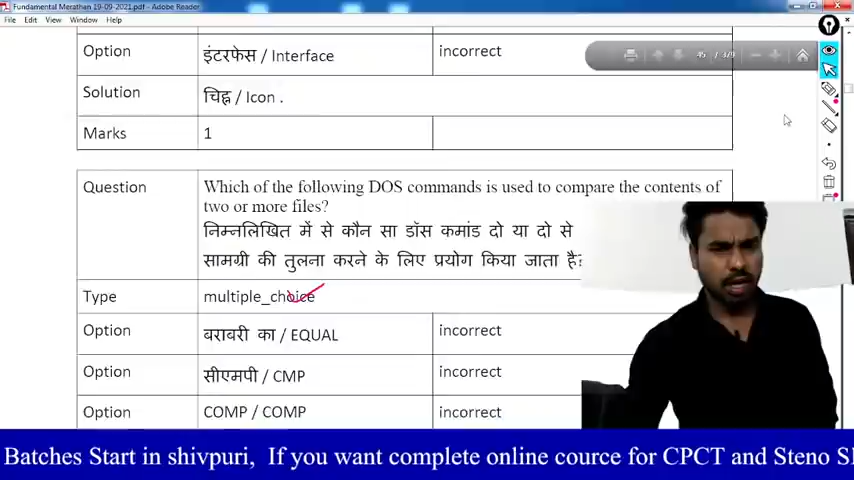 Fundamental Merathan 19-09-2021.pdf - Adobe Reader
File Edit View Window Help
Option इंटरफेस / Interface incorrect
45 / 379
Solution चिह्न / Icon .
Marks 1
Question Which of the following DOS commands is used to compare the contents of
two or more files?
निम्नलिखित में से कौन सा डॉस कमांड दो या दो से
सामग्री की तुलना करने के लिए प्रयोग किया जाता है?
Type multiple_choice
Option बराबरी का / EQUAL incorrect
Option सीएमपी / CMP incorrect
Option COMP / COMP incorrect
Batches Start in shivpuri, If you want complete online cource for CPCT and Steno S